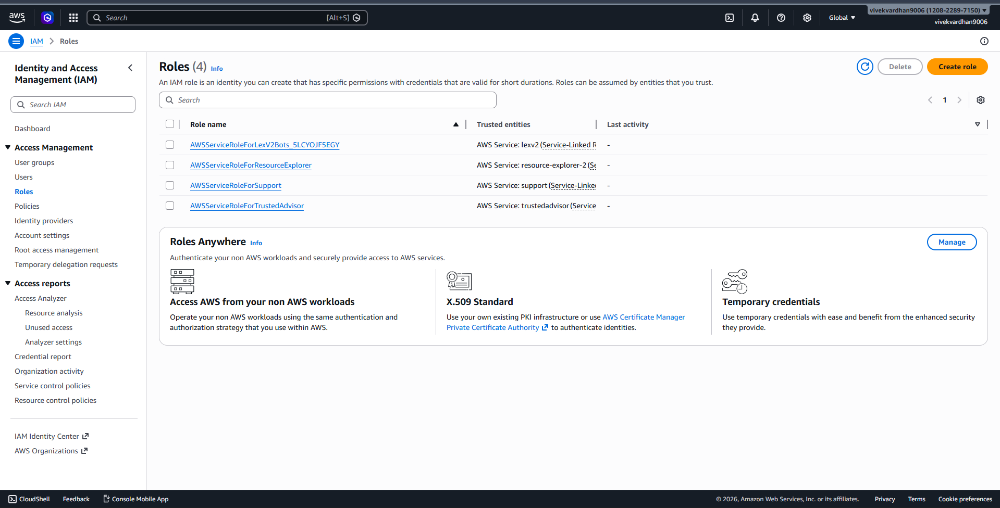 aws
Search
[Alt+S]
Global
vivekvardhan9006 (1208-2289-7150)
vivekvardhan9006
IAM
Roles
Identity and Access
Management (IAM)
Search IAM
Dashboard
Access Management
User groups
Users
Roles
Policies
Identity providers
Account settings
Root access management
Temporary delegation requests
Access reports
Access Analyzer
Resource analysis
Unused access
Analyzer settings
Credential report
Organization activity
Service control policies
Resource control policies
IAM Identity Center
AWS Organizations
Roles (4) Info
Delete
Create role
An IAM role is an identity you can create that has specific permissions with credentials that are valid for short durations. Roles can be assumed by entities that you trust.
Search
1
Role name Trusted entities Last activity
AWSServiceRoleForLexV2Bots_5LCYOJF5EGY AWS Service: lexv2 (Service-Linked R -
AWSServiceRoleForResourceExplorer AWS Service: resource-explorer-2 (Se -
AWSServiceRoleForSupport AWS Service: support (Service-Linked -
AWSServiceRoleForTrustedAdvisor AWS Service: trustedadvisor (Service -
Roles Anywhere Info
Manage
Authenticate your non AWS workloads and securely provide access to AWS services.
Access AWS from your non AWS workloads
Operate your non AWS workloads using the same authentication and
authorization strategy that you use within AWS.
X.509 Standard
Use your own existing PKI infrastructure or use AWS Certificate Manager
Private Certificate Authority to authenticate identities.
Temporary credentials
Use temporary credentials with ease and benefit from the enhanced security
they provide.
CloudShell
Feedback
Console Mobile App
© 2026, Amazon Web Services, Inc. or its affiliates.
Privacy
Terms
Cookie preferences